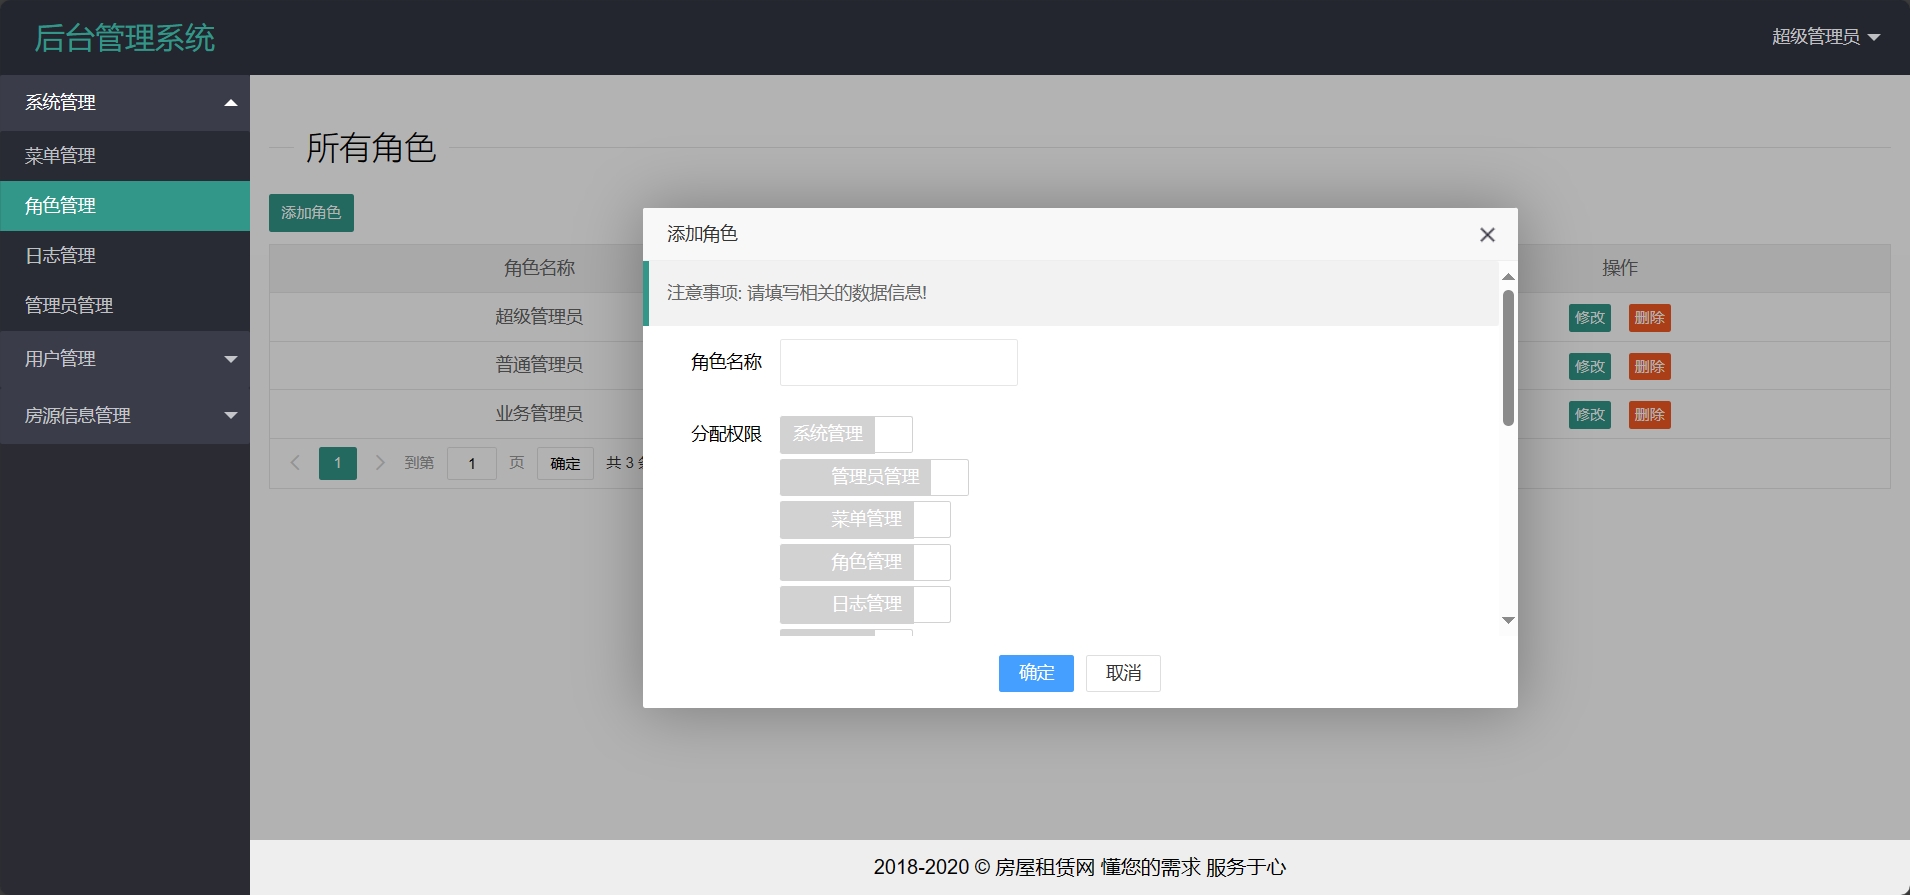 后台管理系统
超级管理员
系统管理
菜单管理
角色管理
日志管理
管理员管理
用户管理
房源信息管理
所有角色
添加角色
角色名称
操作
超级管理员
修改 删除
普通管理员
修改 删除
业务管理员
修改 删除
1 到第 1 页 确定 共 3
添加角色
注意事项: 请填写相关的数据信息!
角色名称
分配权限
系统管理
管理员管理
菜单管理
角色管理
日志管理
确定 取消
2018-2020 © 房屋租赁网 懂您的需求 服务于心